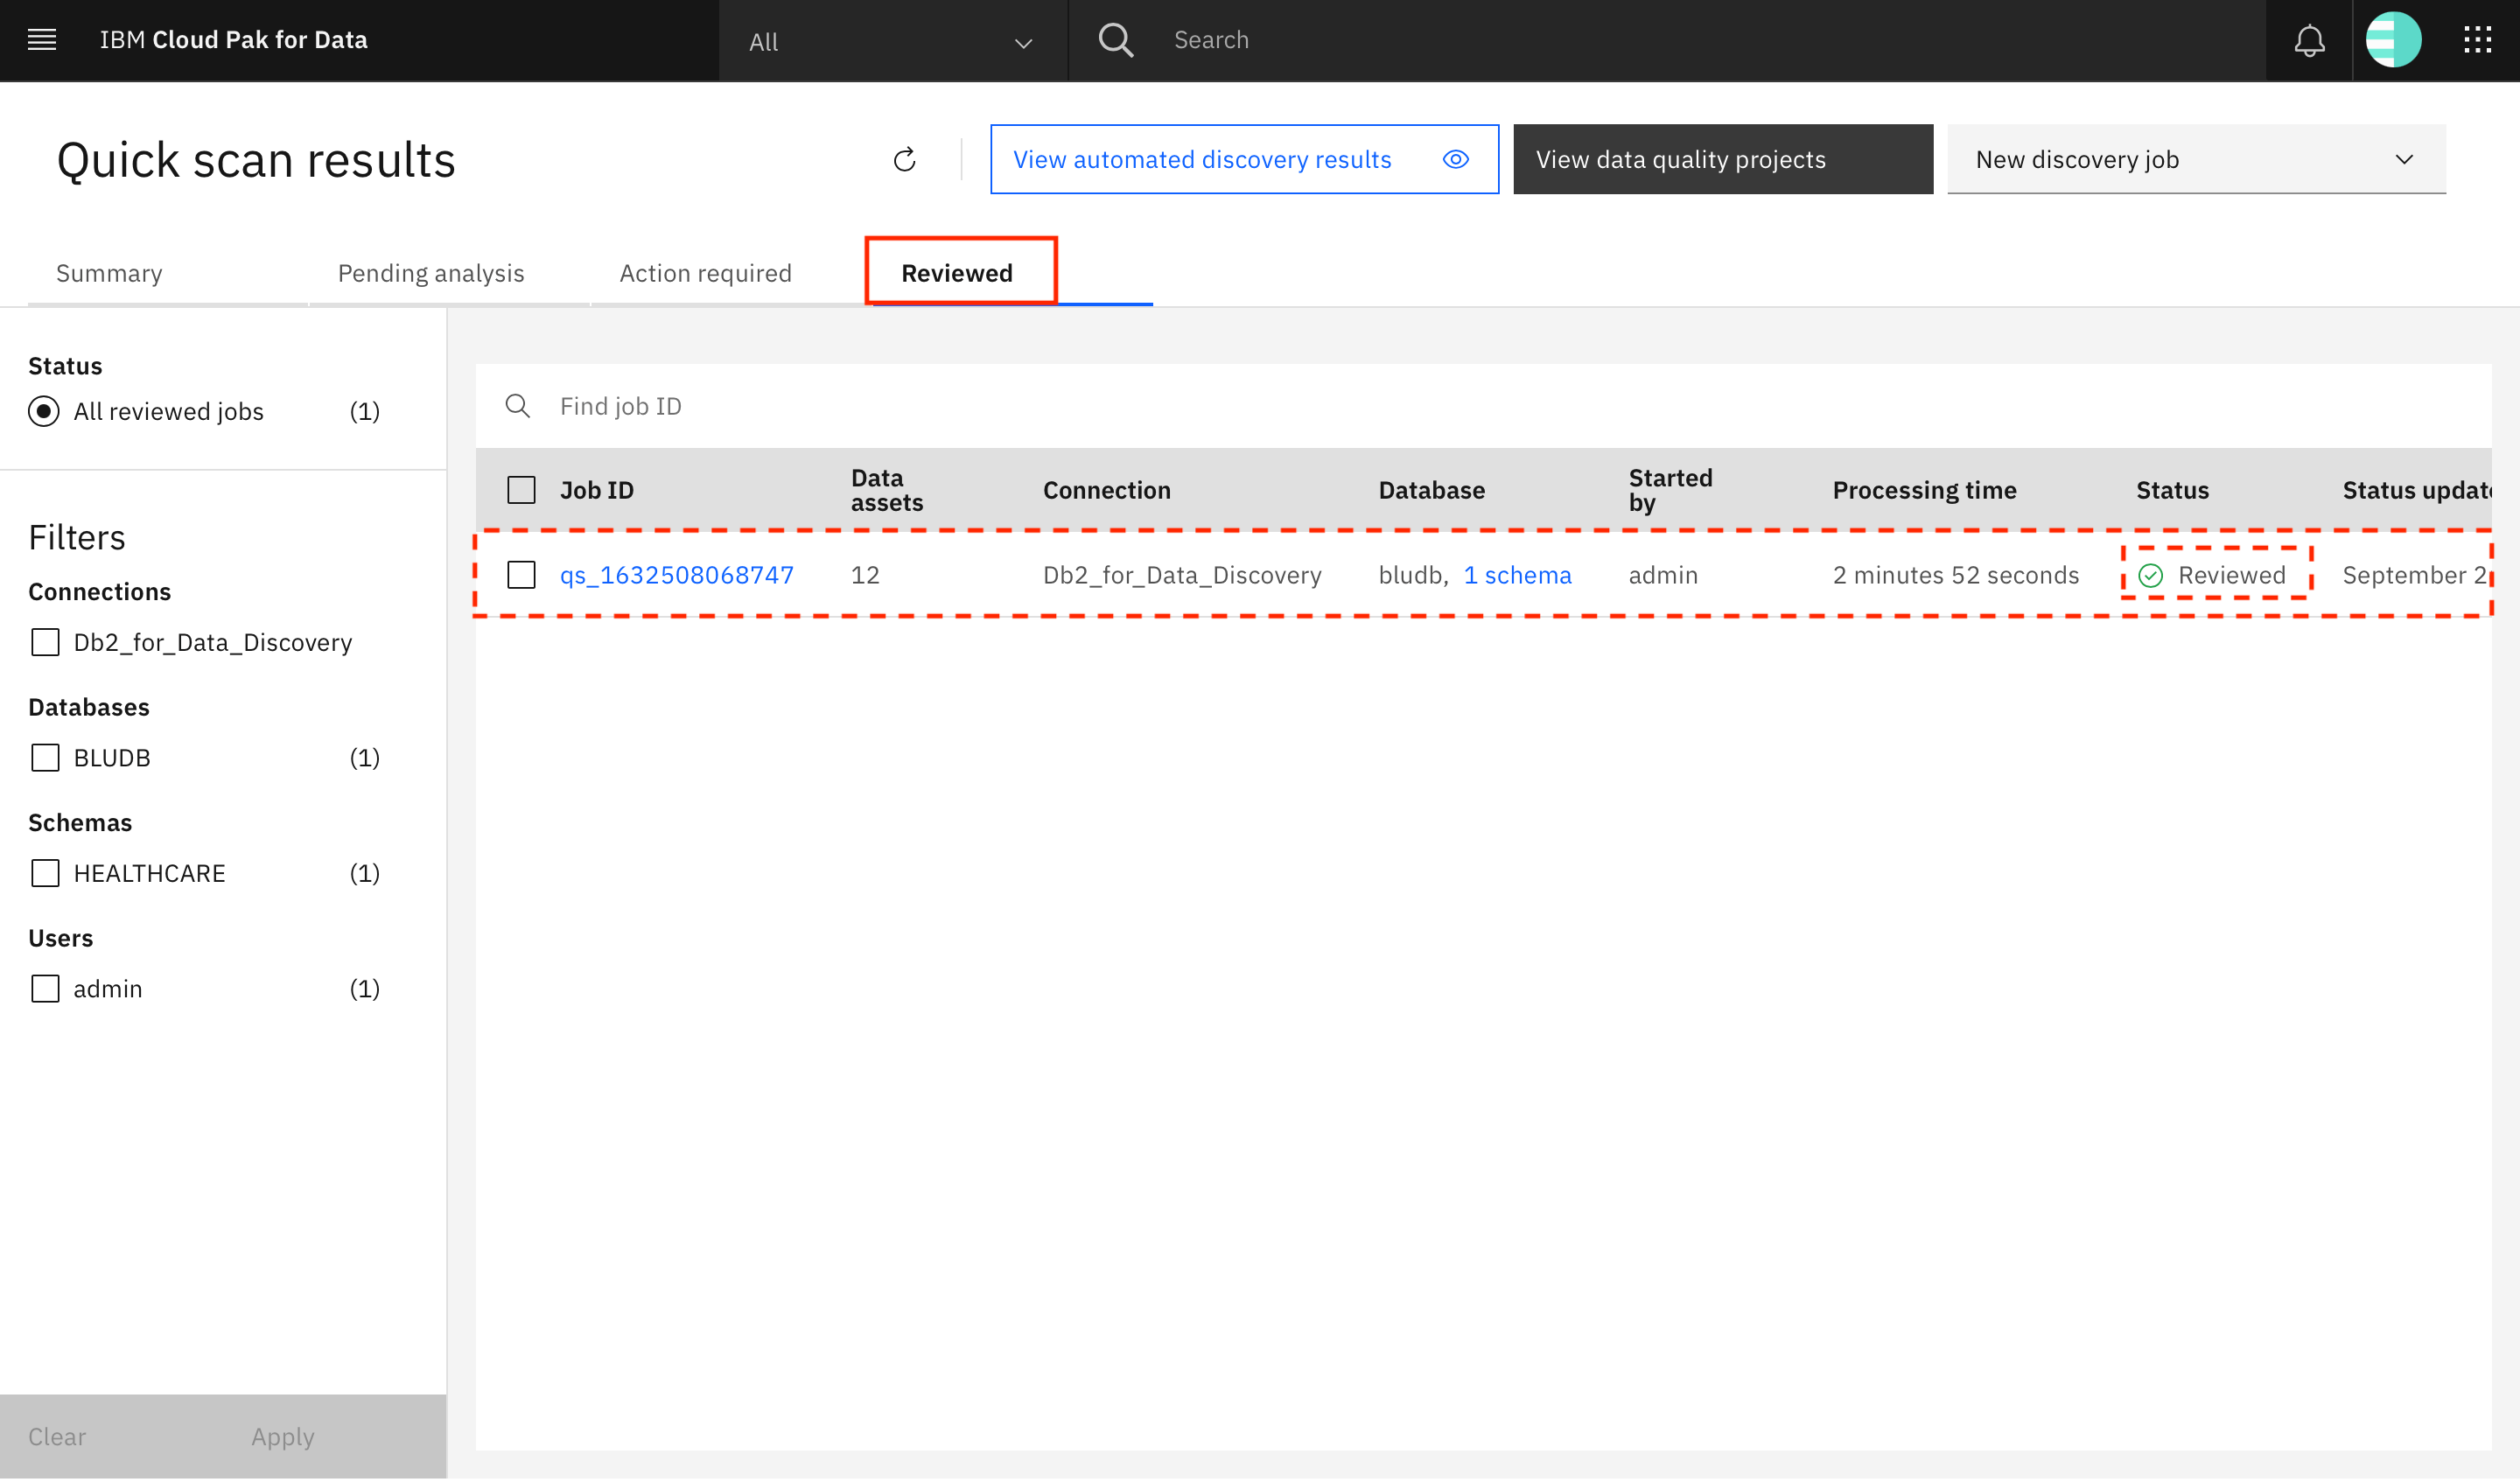 IBM Cloud Pak for Data
All
Search
Quick scan results
View automated discovery results
View data quality projects
New discovery job
Summary
Pending analysis
Action required
Reviewed
Status
All reviewed jobs (1)
Filters
Connections
Db2_for_Data_Discovery
Databases
BLUDB (1)
Schemas
HEALTHCARE (1)
Users
admin (1)
Clear
Apply
Find job ID
Job ID
Data
assets
Connection
Database
Started
by
Processing time
Status
Status update
qs_1632508068747 12 Db2_for_Data_Discovery bludb, 1 schema admin 2 minutes 52 seconds Reviewed September 2